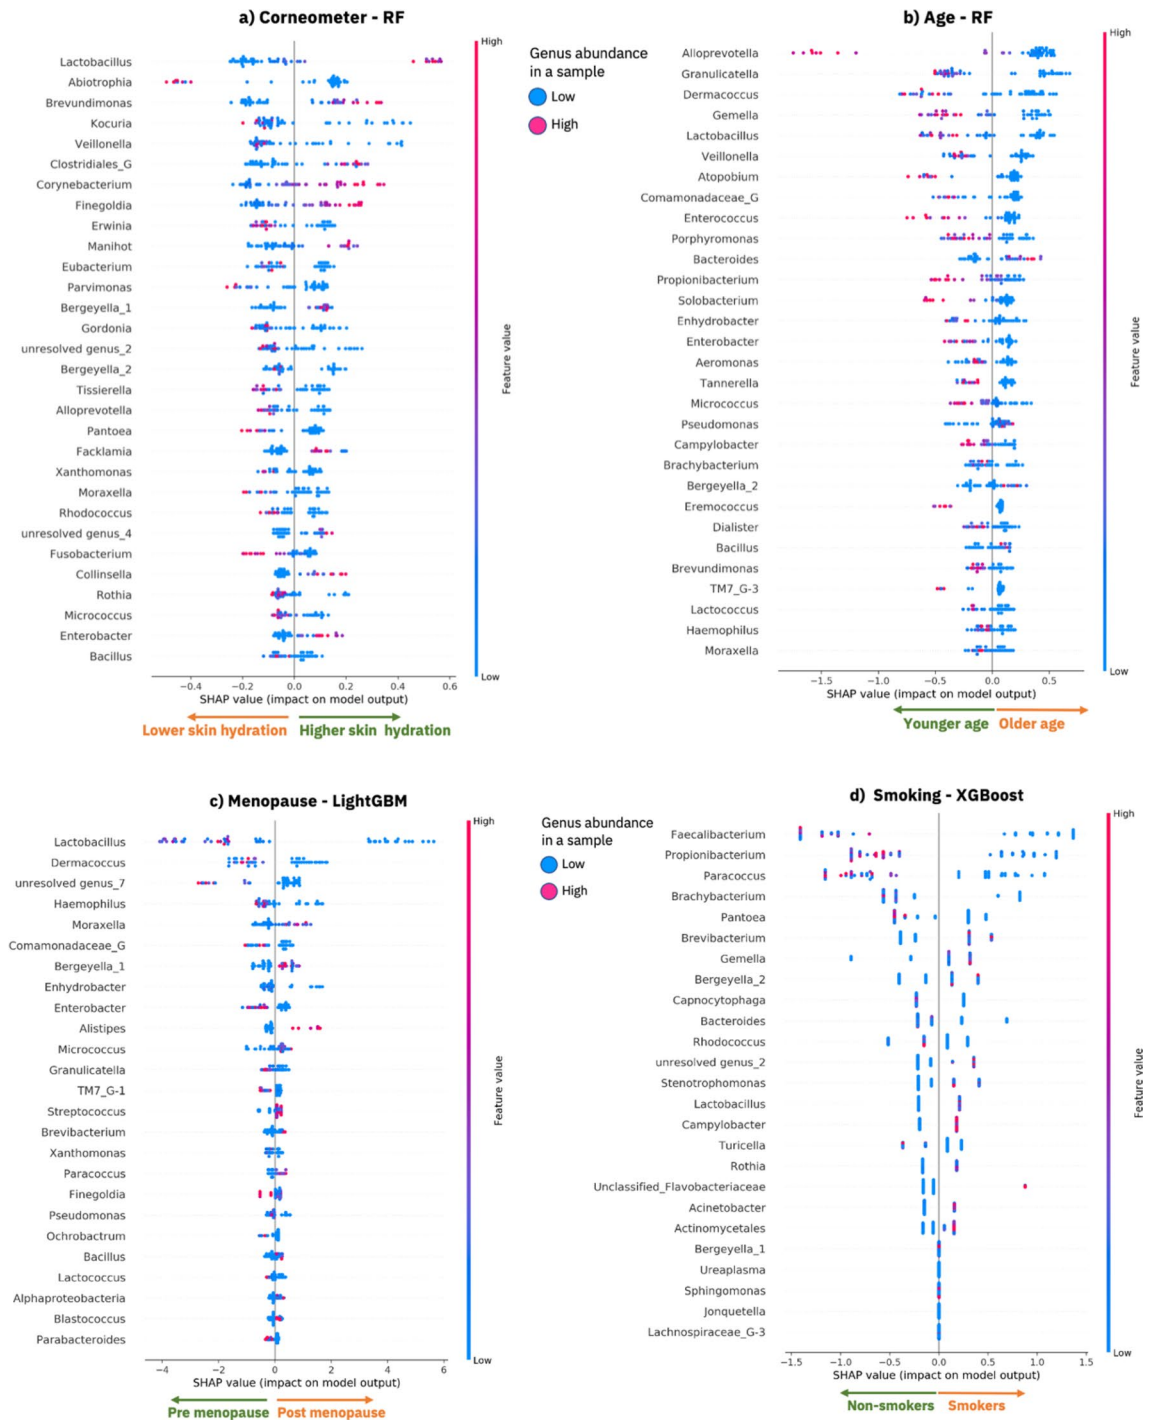 a) Corneometer - RF
High
Lactobacillus
Abiotrophia
Brevundimonas
Kocuria
Veillonella
Clostridiales_G
Corynebacterium
Finegoldia
Erwinia
Manihot
Eubacterium
Parvimonas
Bergeyella_1
Gordonia
unresolved genus_2
Bergeyella_2
Tissierella
Alloprevotella
Pantoea
Facklamia
Xanthomonas
Moraxella
Rhodococcus
unresolved genus_4
Fusobacterium
Collinsella
Rothia
Micrococcus
Enterobacter
Bacillus
Feature value
Low
−0.4 −0.2 0.0 0.2 0.4 0.6
SHAP value (impact on model output)
Lower skin hydration Higher skin hydration
Genus abundance
in a sample
Low
High
b) Age - RF
High
Alloprevotella
Granulicatella
Dermacoccus
Gemella
Lactobacillus
Veillonella
Atopobium
Comamonadaceae_G
Enterococcus
Porphyromonas
Bacteroides
Propionibacterium
Solobacterium
Enhydrobacter
Enterobacter
Aeromonas
Tannerella
Micrococcus
Pseudomonas
Campylobacter
Brachybacterium
Bergeyella_2
Eremococcus
Dialister
Bacillus
Brevundimonas
TM7_G-3
Lactococcus
Haemophilus
Moraxella
Feature value
Low
−1.5 −1.0 −0.5 0.0 0.5
SHAP value (impact on model output)
Younger age Older age
c) Menopause - LightGBM
High
Lactobacillus
Dermacoccus
unresolved genus_7
Haemophilus
Moraxella
Comamonadaceae_G
Bergeyella_1
Enhydrobacter
Enterobacter
Alistipes
Micrococcus
Granulicatella
TM7_G-1
Streptococcus
Brevibacterium
Xanthomonas
Paracoccus
Finegoldia
Pseudomonas
Ochrobactrum
Bacillus
Lactococcus
Alphaproteobacteria
Blastococcus
Parabacteroides
Feature value
Low
−4 −2 0 2 4 6
SHAP value (impact on model output)
Pre menopause Post menopause
Genus abundance
in a sample
Low
High
d) Smoking - XGBoost
High
Faecalibacterium
Propionibacterium
Paracoccus
Brachybacterium
Pantoea
Brevibacterium
Gemella
Bergeyella_2
Capnocytophaga
Bacteroides
Rhodococcus
unresolved genus_2
Stenotrophomonas
Lactobacillus
Campylobacter
Turicella
Rothia
Unclassified_Flavobacteriaceae
Acinetobacter
Actinomycetales
Bergeyella_1
Ureaplasma
Sphingomonas
Jonquetella
Lachnospiraceae_G-3
Feature value
Low
−1.5 −1.0 −0.5 0.0 0.5 1.0 1.5
SHAP value (impact on model output)
Non-smokers Smokers